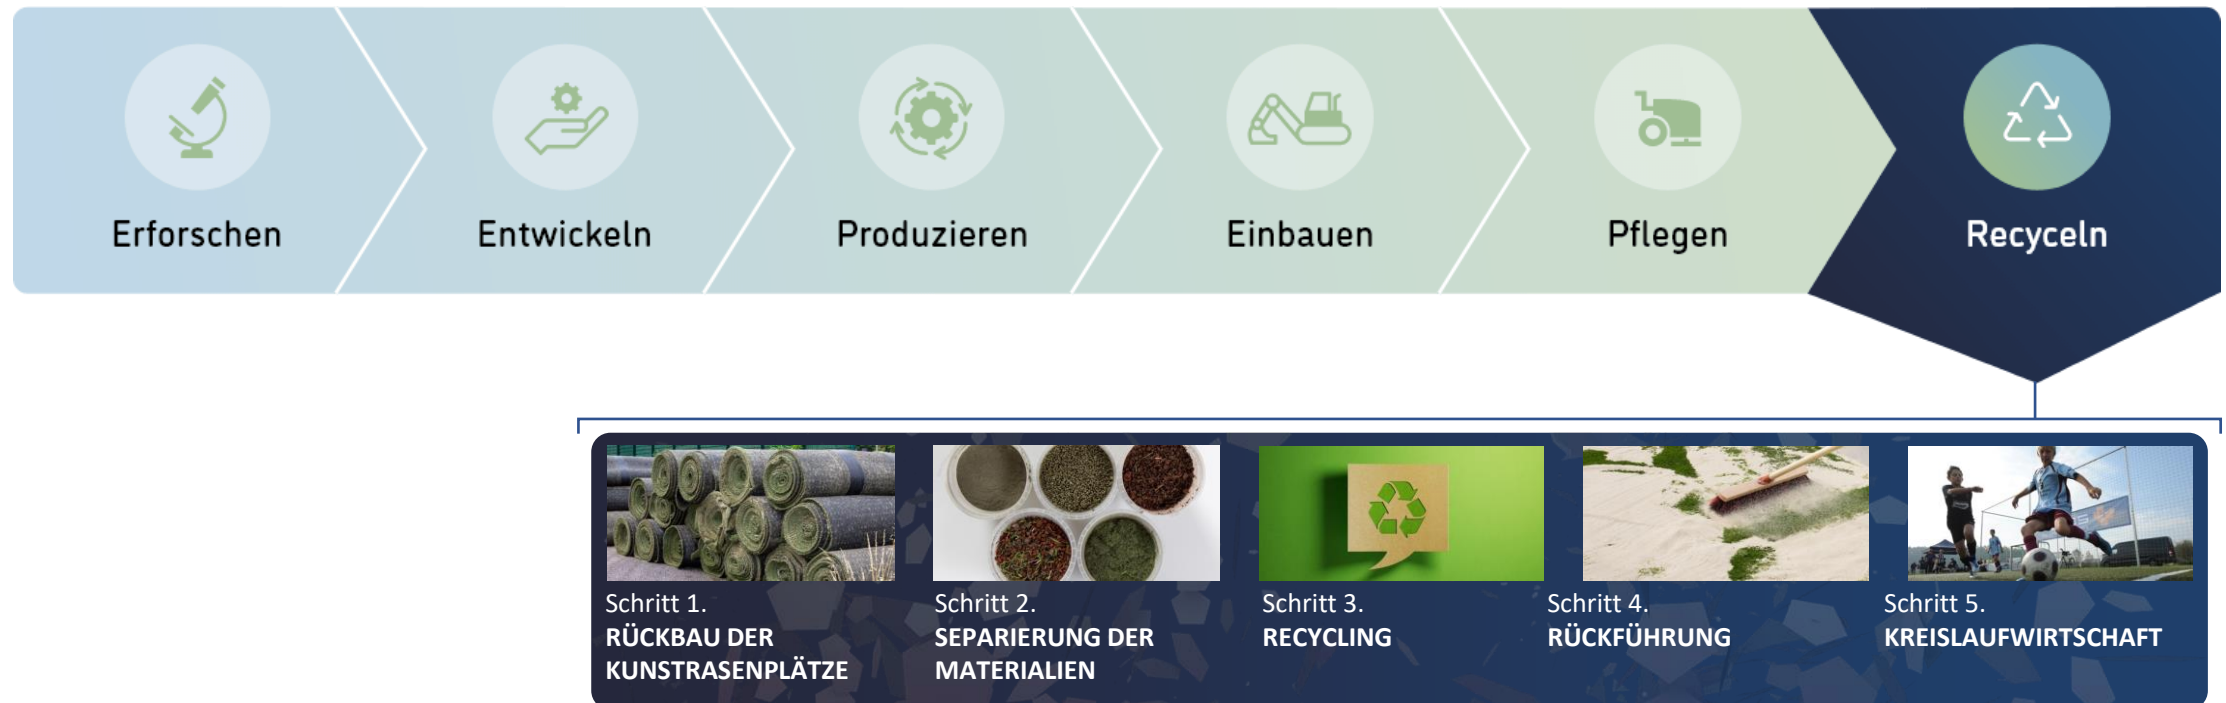 Erforschen
Entwickeln
Produzieren
Einbauen
Pflegen
Recyceln
Schritt 1.
RÜCKBAU DER
KUNSTRASENPLÄTZE
Schritt 2.
SEPARIERUNG DER
MATERIALIEN
Schritt 3.
RECYCLING
Schritt 4.
RÜCKFÜHRUNG
Schritt 5.
KREISLAUFWIRTSCHAFT